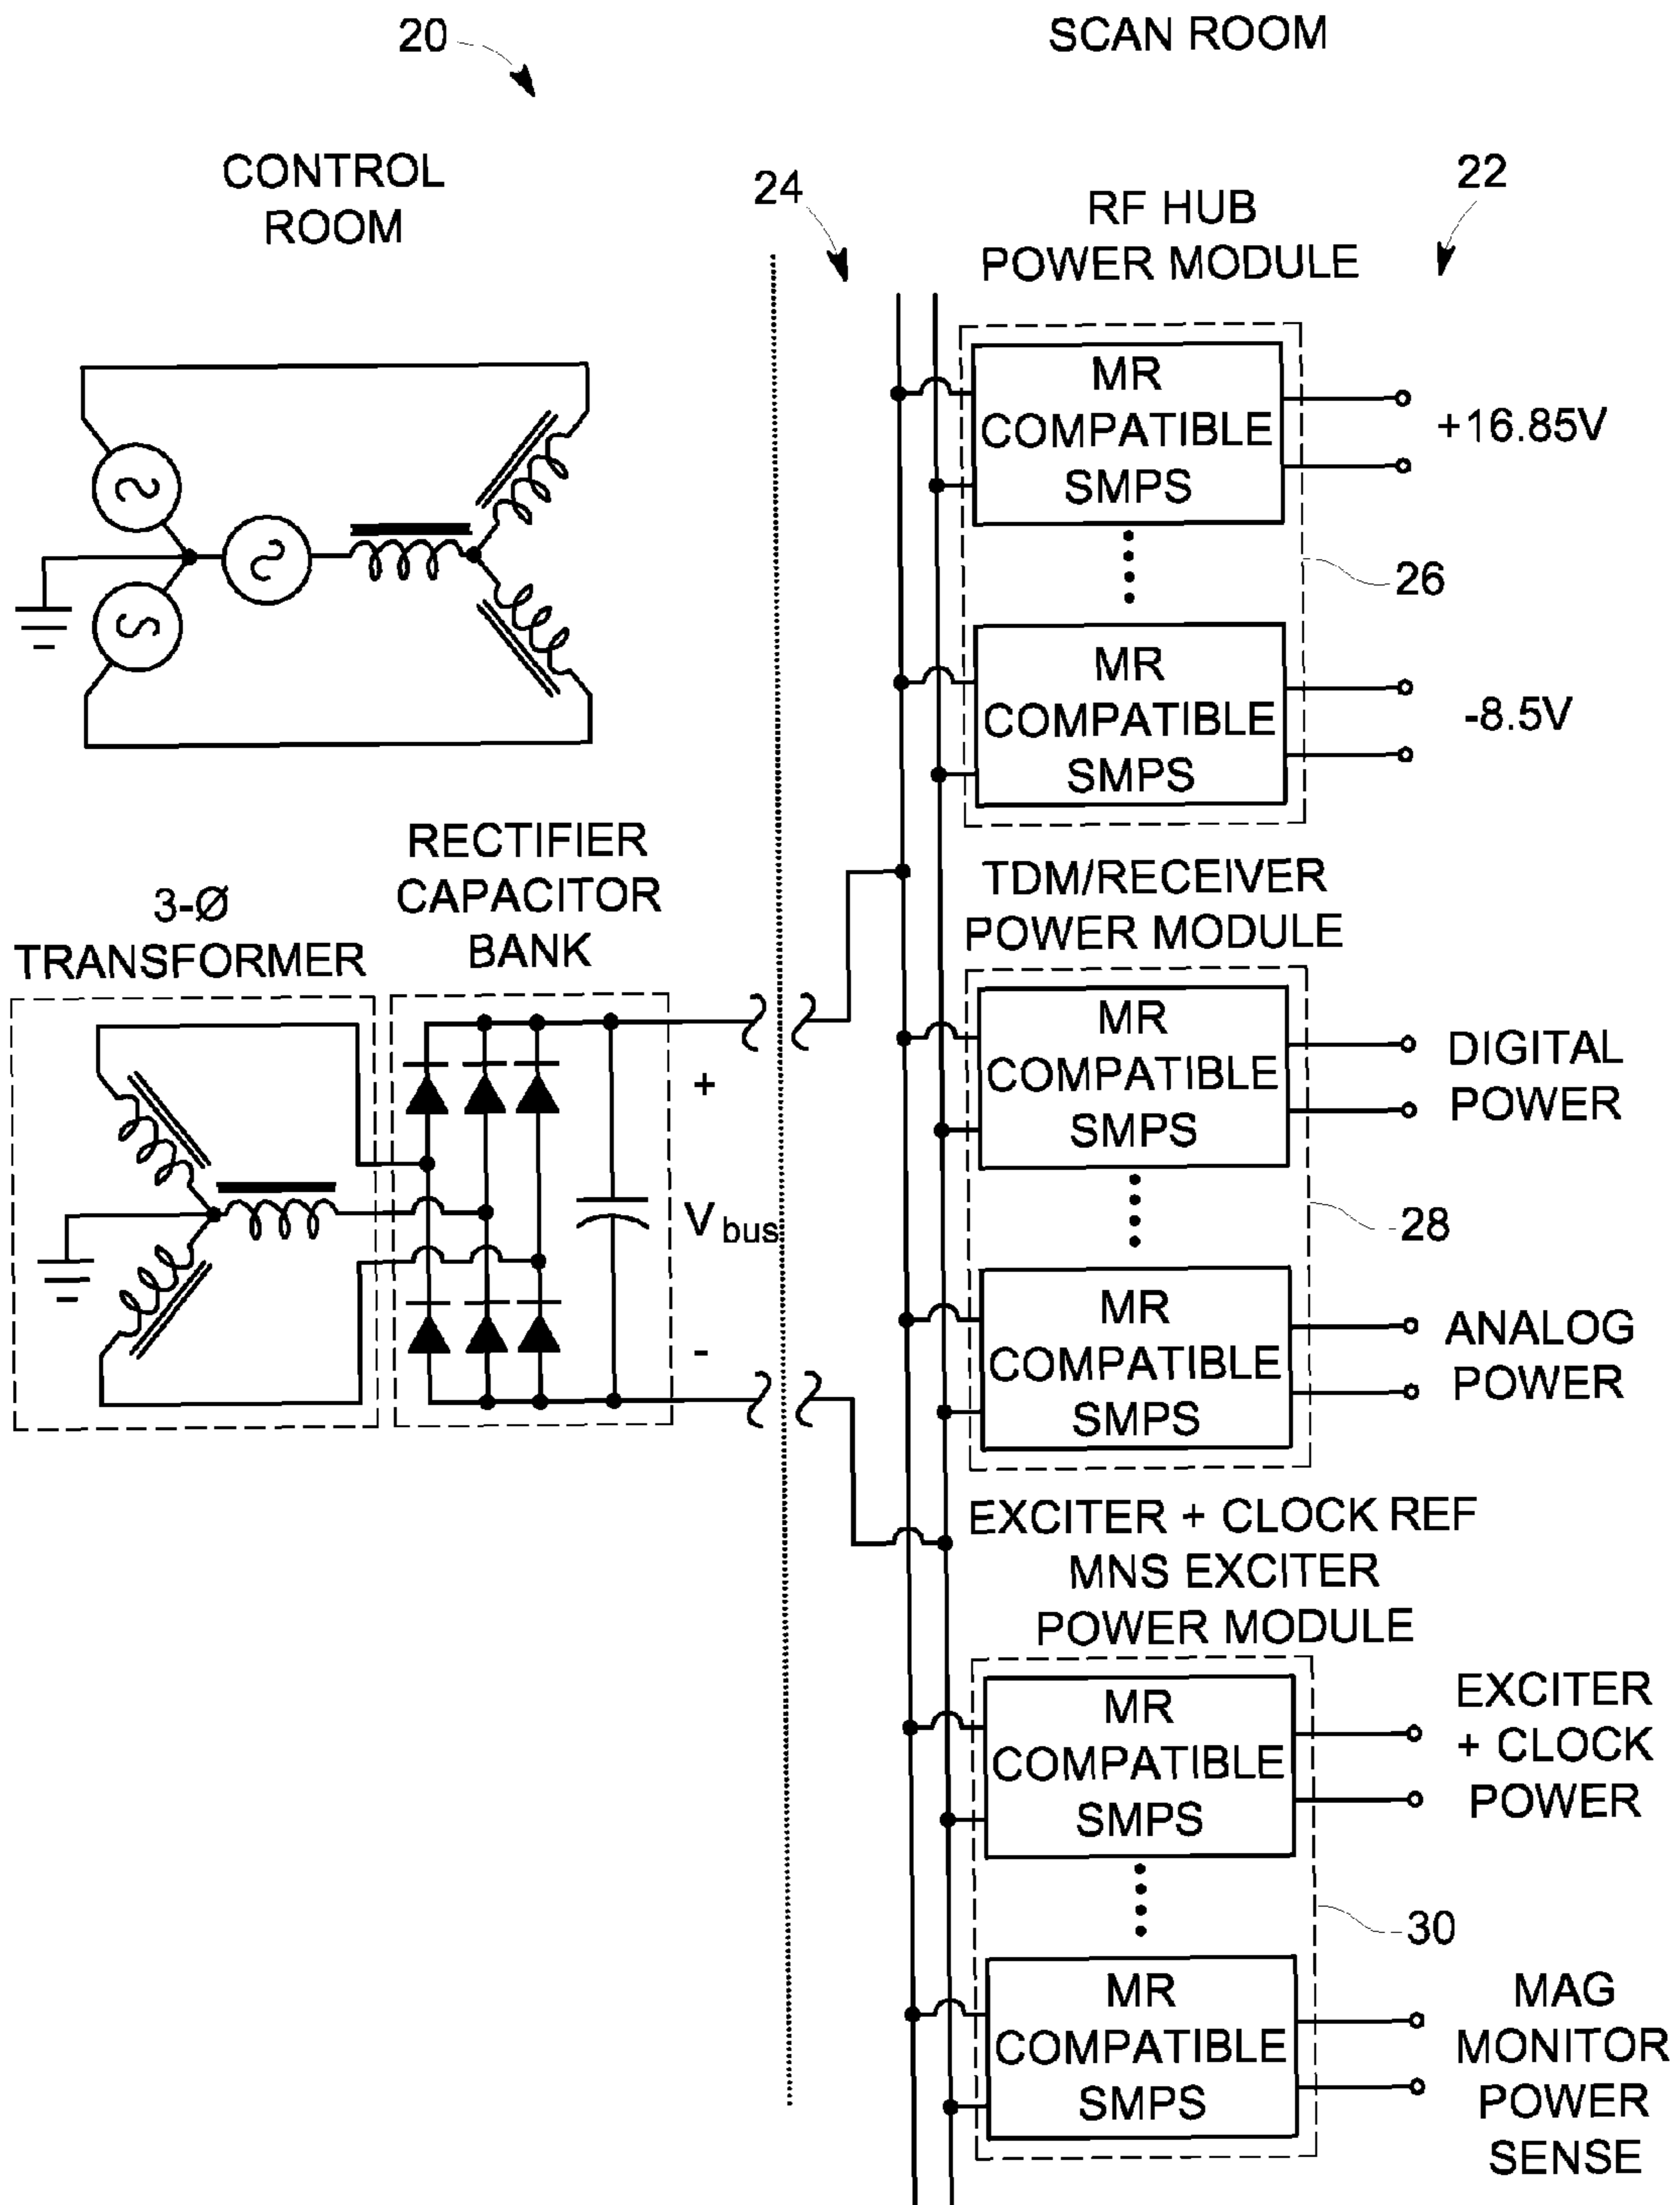 20
SCAN ROOM
CONTROL
ROOM
24
22
RF HUB
POWER MODULE
MR
COMPATIBLE
SMPS
+16.85V
26
MR
COMPATIBLE
SMPS
-8.5V
RECTIFIER
CAPACITOR
BANK
3-Ø
TRANSFORMER
+
Vbus
-
TDM/RECEIVER
POWER MODULE
MR
COMPATIBLE
SMPS
DIGITAL
POWER
28
MR
COMPATIBLE
SMPS
ANALOG
POWER
EXCITER + CLOCK REF
MNS EXCITER
POWER MODULE
MR
COMPATIBLE
SMPS
EXCITER
+ CLOCK
POWER
30
MR
COMPATIBLE
SMPS
MAG
MONITOR
POWER
SENSE